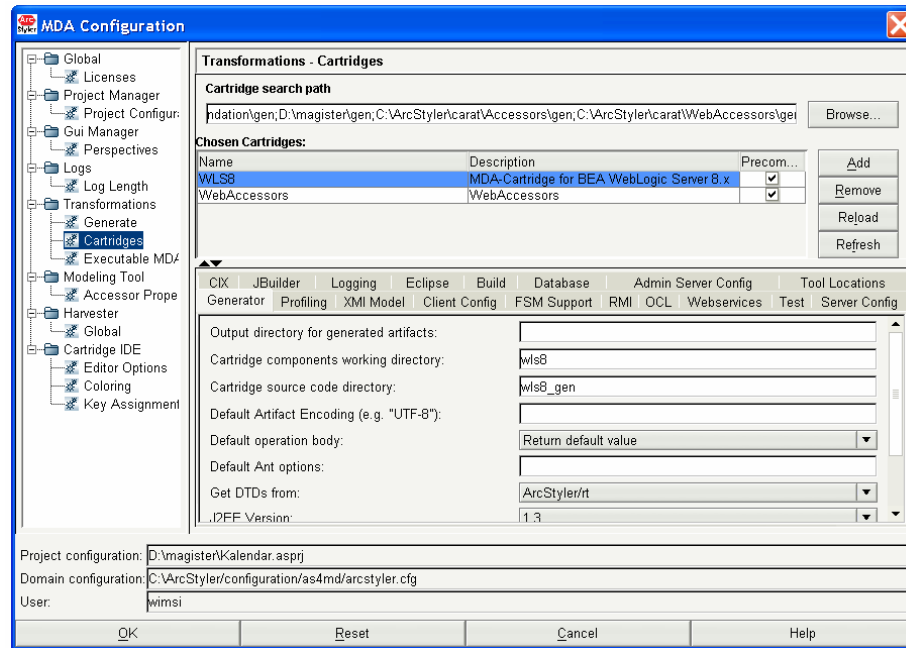 Arc Styler MDA Configuration
Global
Licenses
Project Manager
Project Configur
Gui Manager
Perspectives
Logs
Log Length
Transformations
Generate
Cartridges
Executable MDA
Modeling Tool
Accessor Prope
Harvester
Global
Cartridge IDE
Editor Options
Coloring
Key Assignment
Transformations - Cartridges
Cartridge search path
ndation\gen;D:\magister\gen;C:\ArcStyler\carat\Accessors\gen;C:\ArcStyler\carat\WebAccessors\gei
Browse...
Chosen Cartridges:
Name Description Precom...
WLS8 MDA-Cartridge for BEA WebLogic Server 8.x
WebAccessors WebAccessors
Add
Remove
Reload
Refresh
CIX JBuilder Logging Eclipse Build Database Admin Server Config Tool Locations
Generator Profiling XMI Model Client Config FSM Support RMI OCL Webservices Test Server Config
Output directory for generated artifacts:
Cartridge components working directory: wls8
Cartridge source code directory: wls8_gen
Default Artifact Encoding (e.g. "UTF-8"):
Default operation body: Return default value
Default Ant options:
Get DTDs from: ArcStyler/rt
J2EE Version: 1.3
Project configuration: D:\magister\Kalendar.asprj
Domain configuration: C:\ArcStyler/configuration/as4md/arcstyler.cfg
User: wimsi
OK Reset Cancel Help